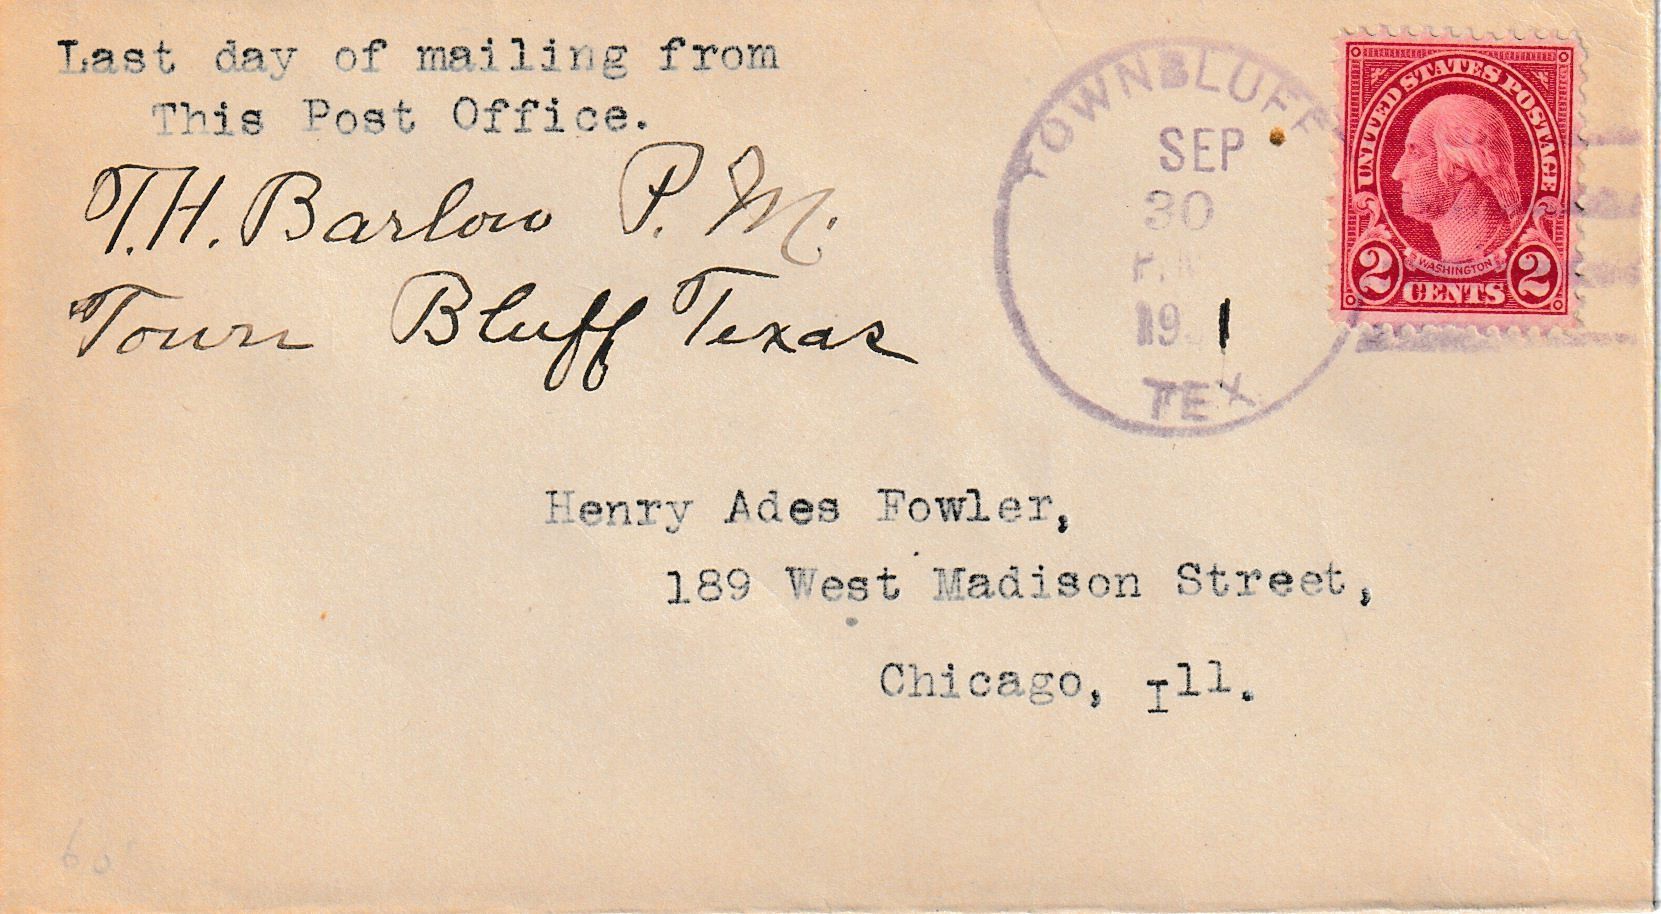 Last day of mailing from
This Post Office.
T.H. Barlow P.M.
Town Bluff Texas
TOWNBLUFF
SEP
30
P.M
1931
TEX.
UNITED STATES POSTAGE
WASHINGTON
2 CENTS 2
Henry Ades Fowler,
189 West Madison Street,
Chicago, Ill.